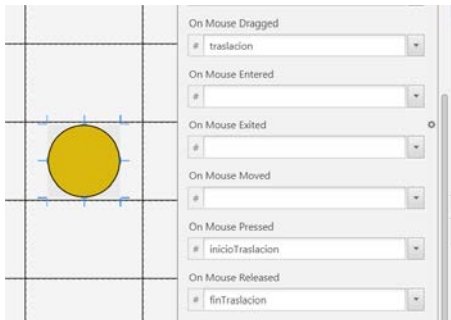 On Mouse Dragged
# traslacion
On Mouse Entered
#
On Mouse Exited
#
On Mouse Moved
#
On Mouse Pressed
# inicioTraslacion
On Mouse Released
# finTraslacion